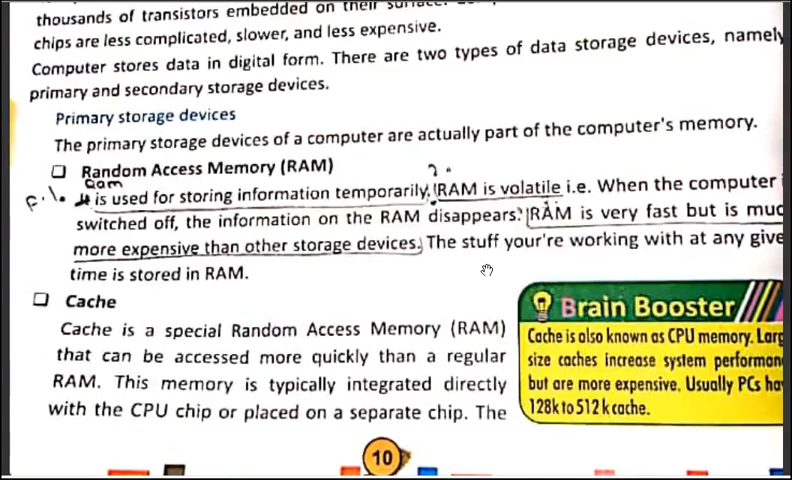 thousands of transistors embedded on their
chips are less complicated, slower, and less expensive.
Computer stores data in digital form. There are two types of data storage devices, namely
primary and secondary storage devices.
Primary storage devices
The primary storage devices of a computer are actually part of the computer's memory.
Random Access Memory (RAM)
Ram
is used for storing information temporarily. RAM is volatile i.e. When the computer
switched off, the information on the RAM disappears. RAM is very fast but is
more expensive than other storage devices. The stuff your're working with at any
time is stored in RAM.
Cache
Cache is a special Random Access Memory (RAM)
that can be accessed more quickly than a regular
RAM. This memory is typically integrated directly
with the CPU chip or placed on a separate chip. The
Brain Booster
Cache is also known as CPU memory.
size caches increase system
but are more expensive. Usually PCs
128k to 512 k cache.
10